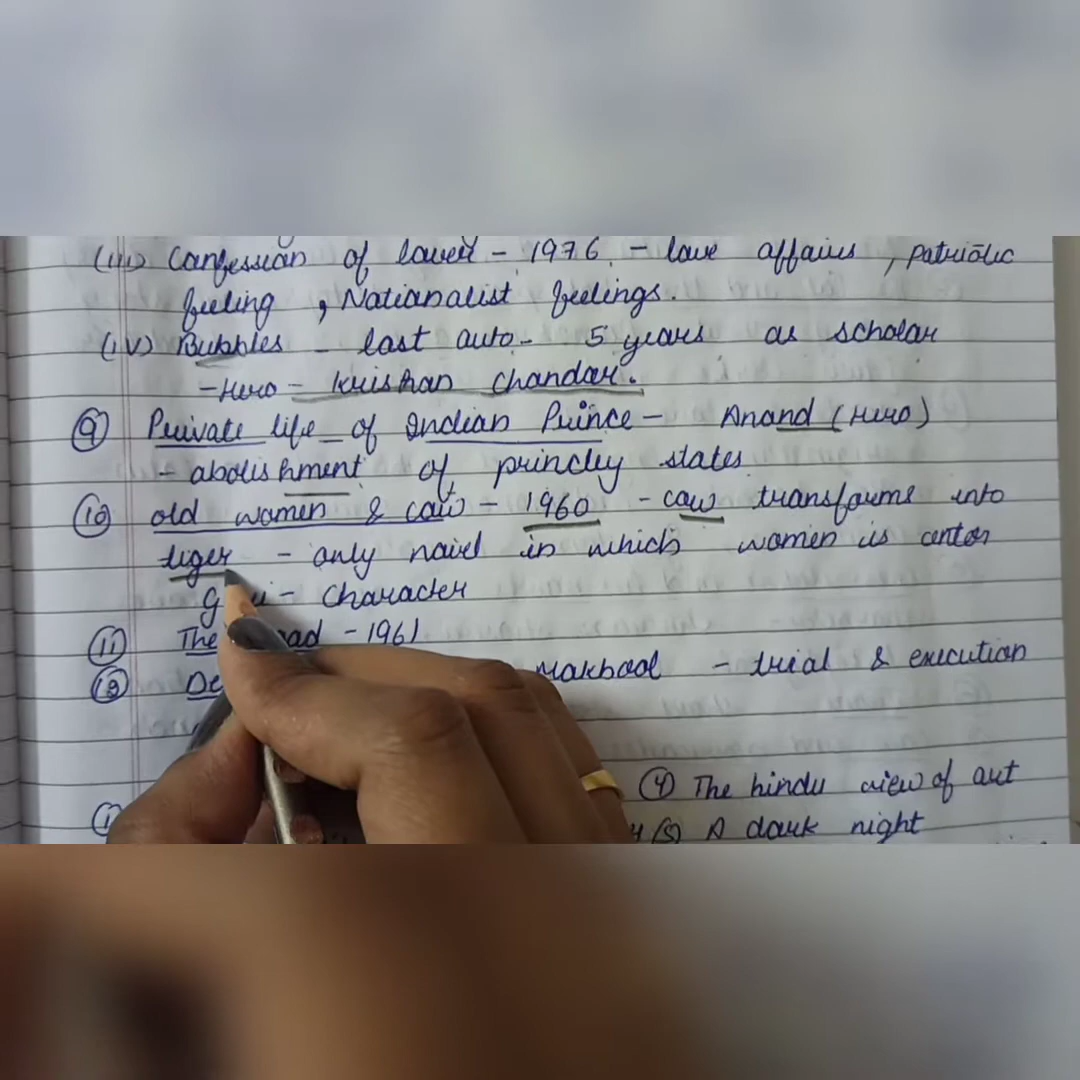 (iii) Confession of lover - 1976 - love affairs, patriotic
feeling, Nationalist feelings.
(iv) Bubbles - last auto - 5 years as scholar
- Hero - Krishan Chandar.
(9) Private life of Indian Prince - Anand (Hero)
- abolishment of princley states
(10) old women & cow - 1960 - cow transforms into
tiger - only novel in which women is center
- character
(11) The - 1961
Makbool - trial & execution
(4) The hindu view of art
(5) A dark night